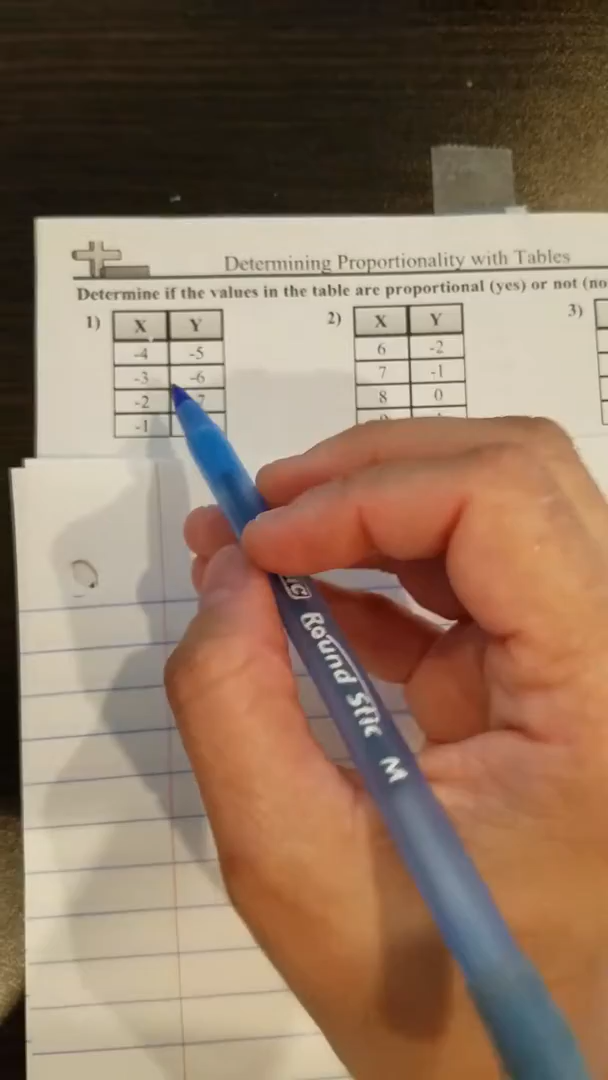 Determining Proportionality with Tables
Determine if the values in the table are proportional (yes) or not (no
1) 2) 3)
X Y X Y
-4 -5 6 -2
-3 -6 7 -1
-2 7 8 0
-1
Round Stic M